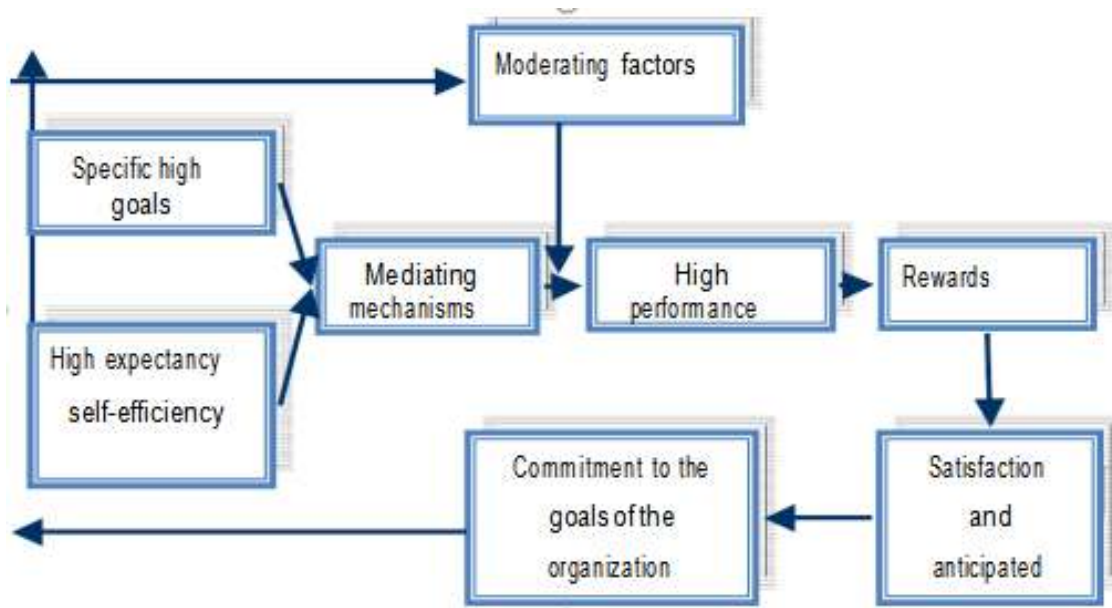 Moderating factors
Specific high
goals
Mediating
mechanisms
High
performance
Rewards
High expectancy
self-efficiency
Commitment to the
goals of the
organization
Satisfaction
and
anticipated